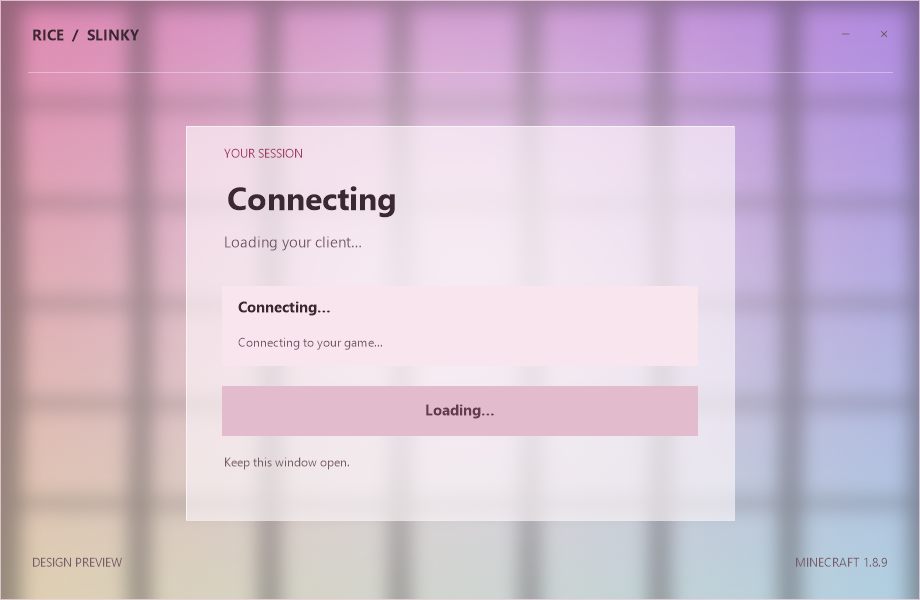 RICE / SLINKY
YOUR SESSION
Connecting
Loading your client...
Connecting...
Connecting to your game...
Loading...
Keep this window open.
DESIGN PREVIEW
MINECRAFT 1.8.9